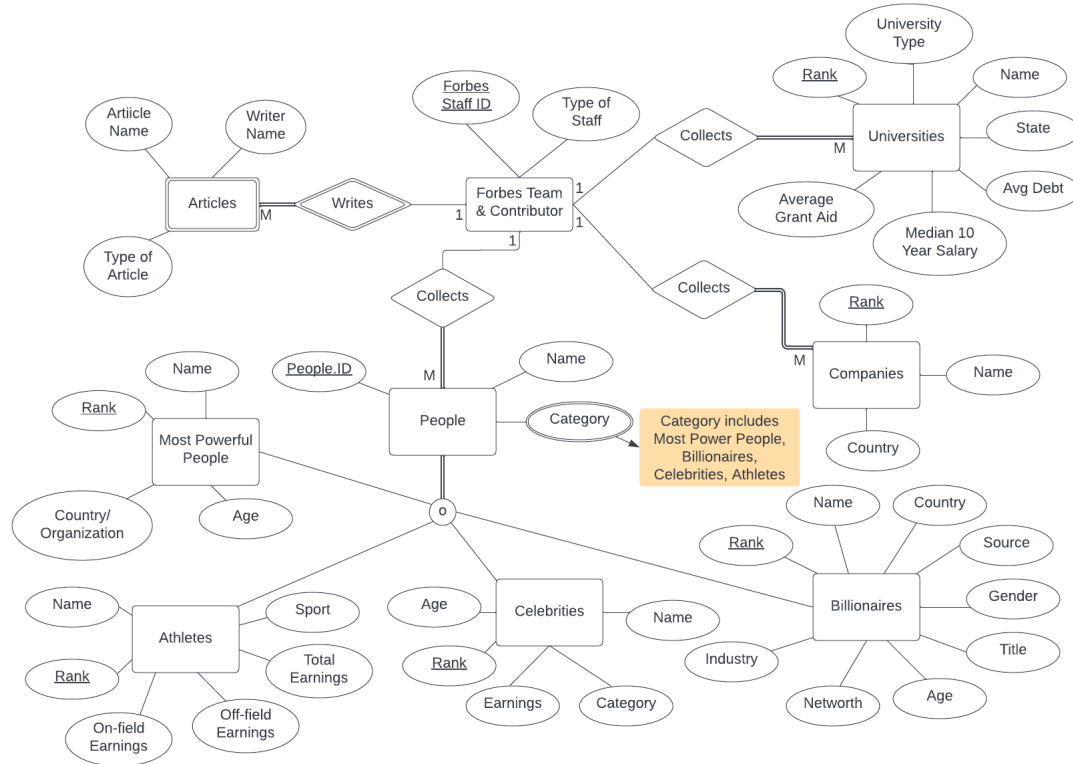 University
Type
Rank
Name
Universities
State
Avg Debt
Average
Grant Aid
Median 10
Year Salary
Forbes
Staff ID
Type of
Staff
Collects
M
1
Artiicle
Name
Writer
Name
Articles
M
Writes
1
Forbes Team
& Contributor
1
1
Type of
Article
Collects
M
Collects
M
Rank
Companies
Name
Country
People.ID
Name
People
Category
Category includes
Most Power People,
Billionaires,
Celebrities, Athletes
Name
Rank
Most Powerful
People
Country/
Organization
Age
o
Name
Country
Rank
Source
Billionaires
Gender
Title
Industry
Networth
Age
Name
Sport
Athletes
Rank
Total
Earnings
On-field
Earnings
Off-field
Earnings
Age
Celebrities
Name
Rank
Earnings
Category